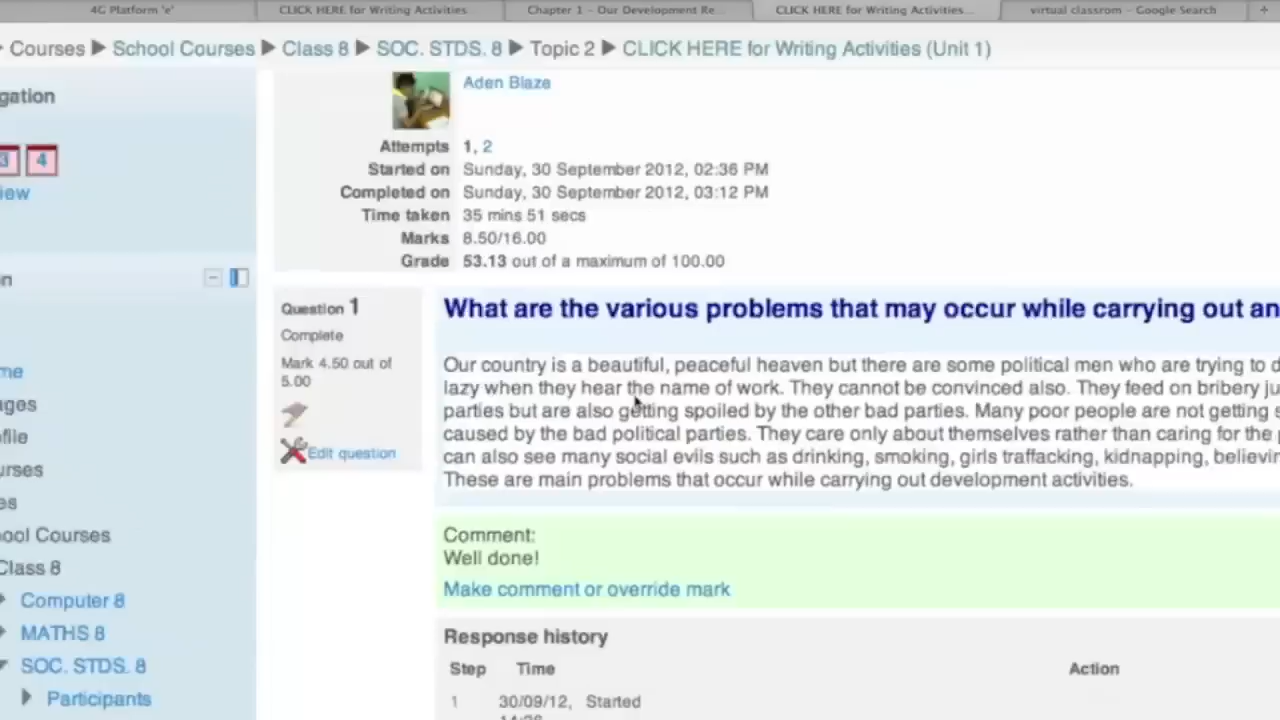 4G Platform 'e' CLICK HERE for Writing Activities Chapter 1 - Our Development Re... CLICK HERE for Writing Activities... virtual classrom - Google Search +
Courses ▶ School Courses ▶ Class 8 ▶ SOC. STDS. 8 ▶ Topic 2 ▶ CLICK HERE for Writing Activities (Unit 1)
gation
3 4
iew
n
me
ages
file
urses
es
ool Courses
Class 8
Computer 8
MATHS 8
SOC. STDS. 8
Participants
Aden Blaze
Attempts 1, 2
Started on Sunday, 30 September 2012, 02:36 PM
Completed on Sunday, 30 September 2012, 03:12 PM
Time taken 35 mins 51 secs
Marks 8.50/16.00
Grade 53.13 out of a maximum of 100.00
Question 1
Complete
Mark 4.50 out of
5.00
Edit question
What are the various problems that may occur while carrying out an
Our country is a beautiful, peaceful heaven but there are some political men who are trying to d
lazy when they hear the name of work. They cannot be convinced also. They feed on bribery ju
parties but are also getting spoiled by the other bad parties. Many poor people are not getting s
caused by the bad political parties. They care only about themselves rather than caring for the p
can also see many social evils such as drinking, smoking, girls traffacking, kidnapping, believin
These are main problems that occur while carrying out development activities.
Comment:
Well done!
Make comment or override mark
Response history
Step Time Action
1 30/09/12, Started